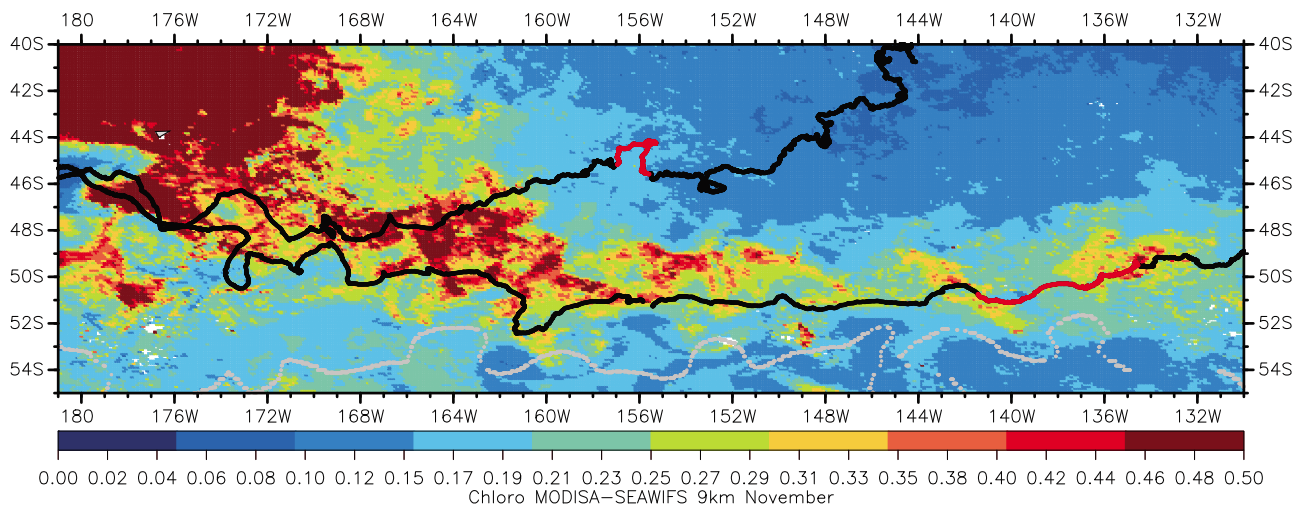 180 176W 172W 168W 164W 160W 156W 152W 148W 144W 140W 136W 132W
40S 40S
42S 42S
44S 44S
46S 46S
48S 48S
50S 50S
52S 52S
54S 54S
180 176W 172W 168W 164W 160W 156W 152W 148W 144W 140W 136W 132W
0.00 0.02 0.04 0.06 0.08 0.10 0.12 0.15 0.17 0.19 0.21 0.23 0.25 0.27 0.29 0.31 0.33 0.35 0.38 0.40 0.42 0.44 0.46 0.48 0.50
Chloro MODISA-SEAWIFS 9km November